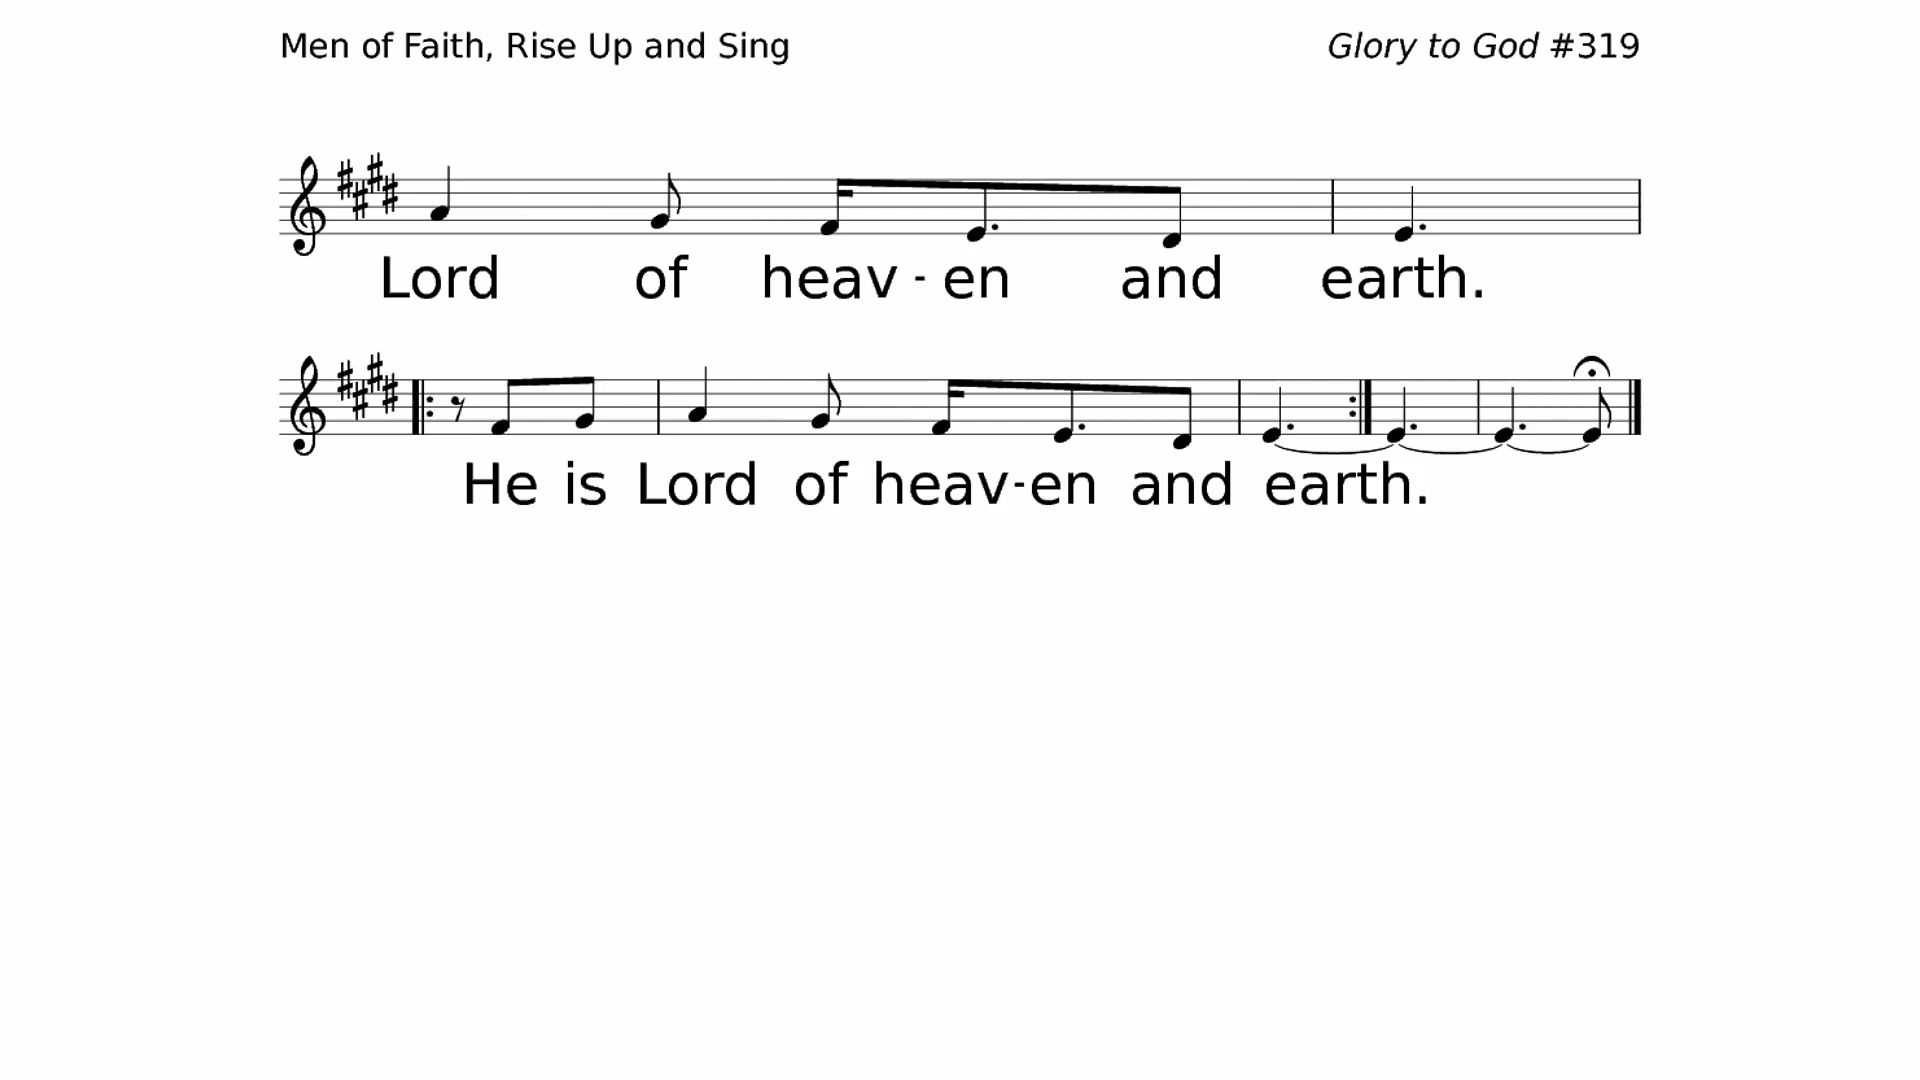 Men of Faith, Rise Up and Sing
Glory to God #319
Lord of heav - en and earth.
He is Lord of heav-en and earth.